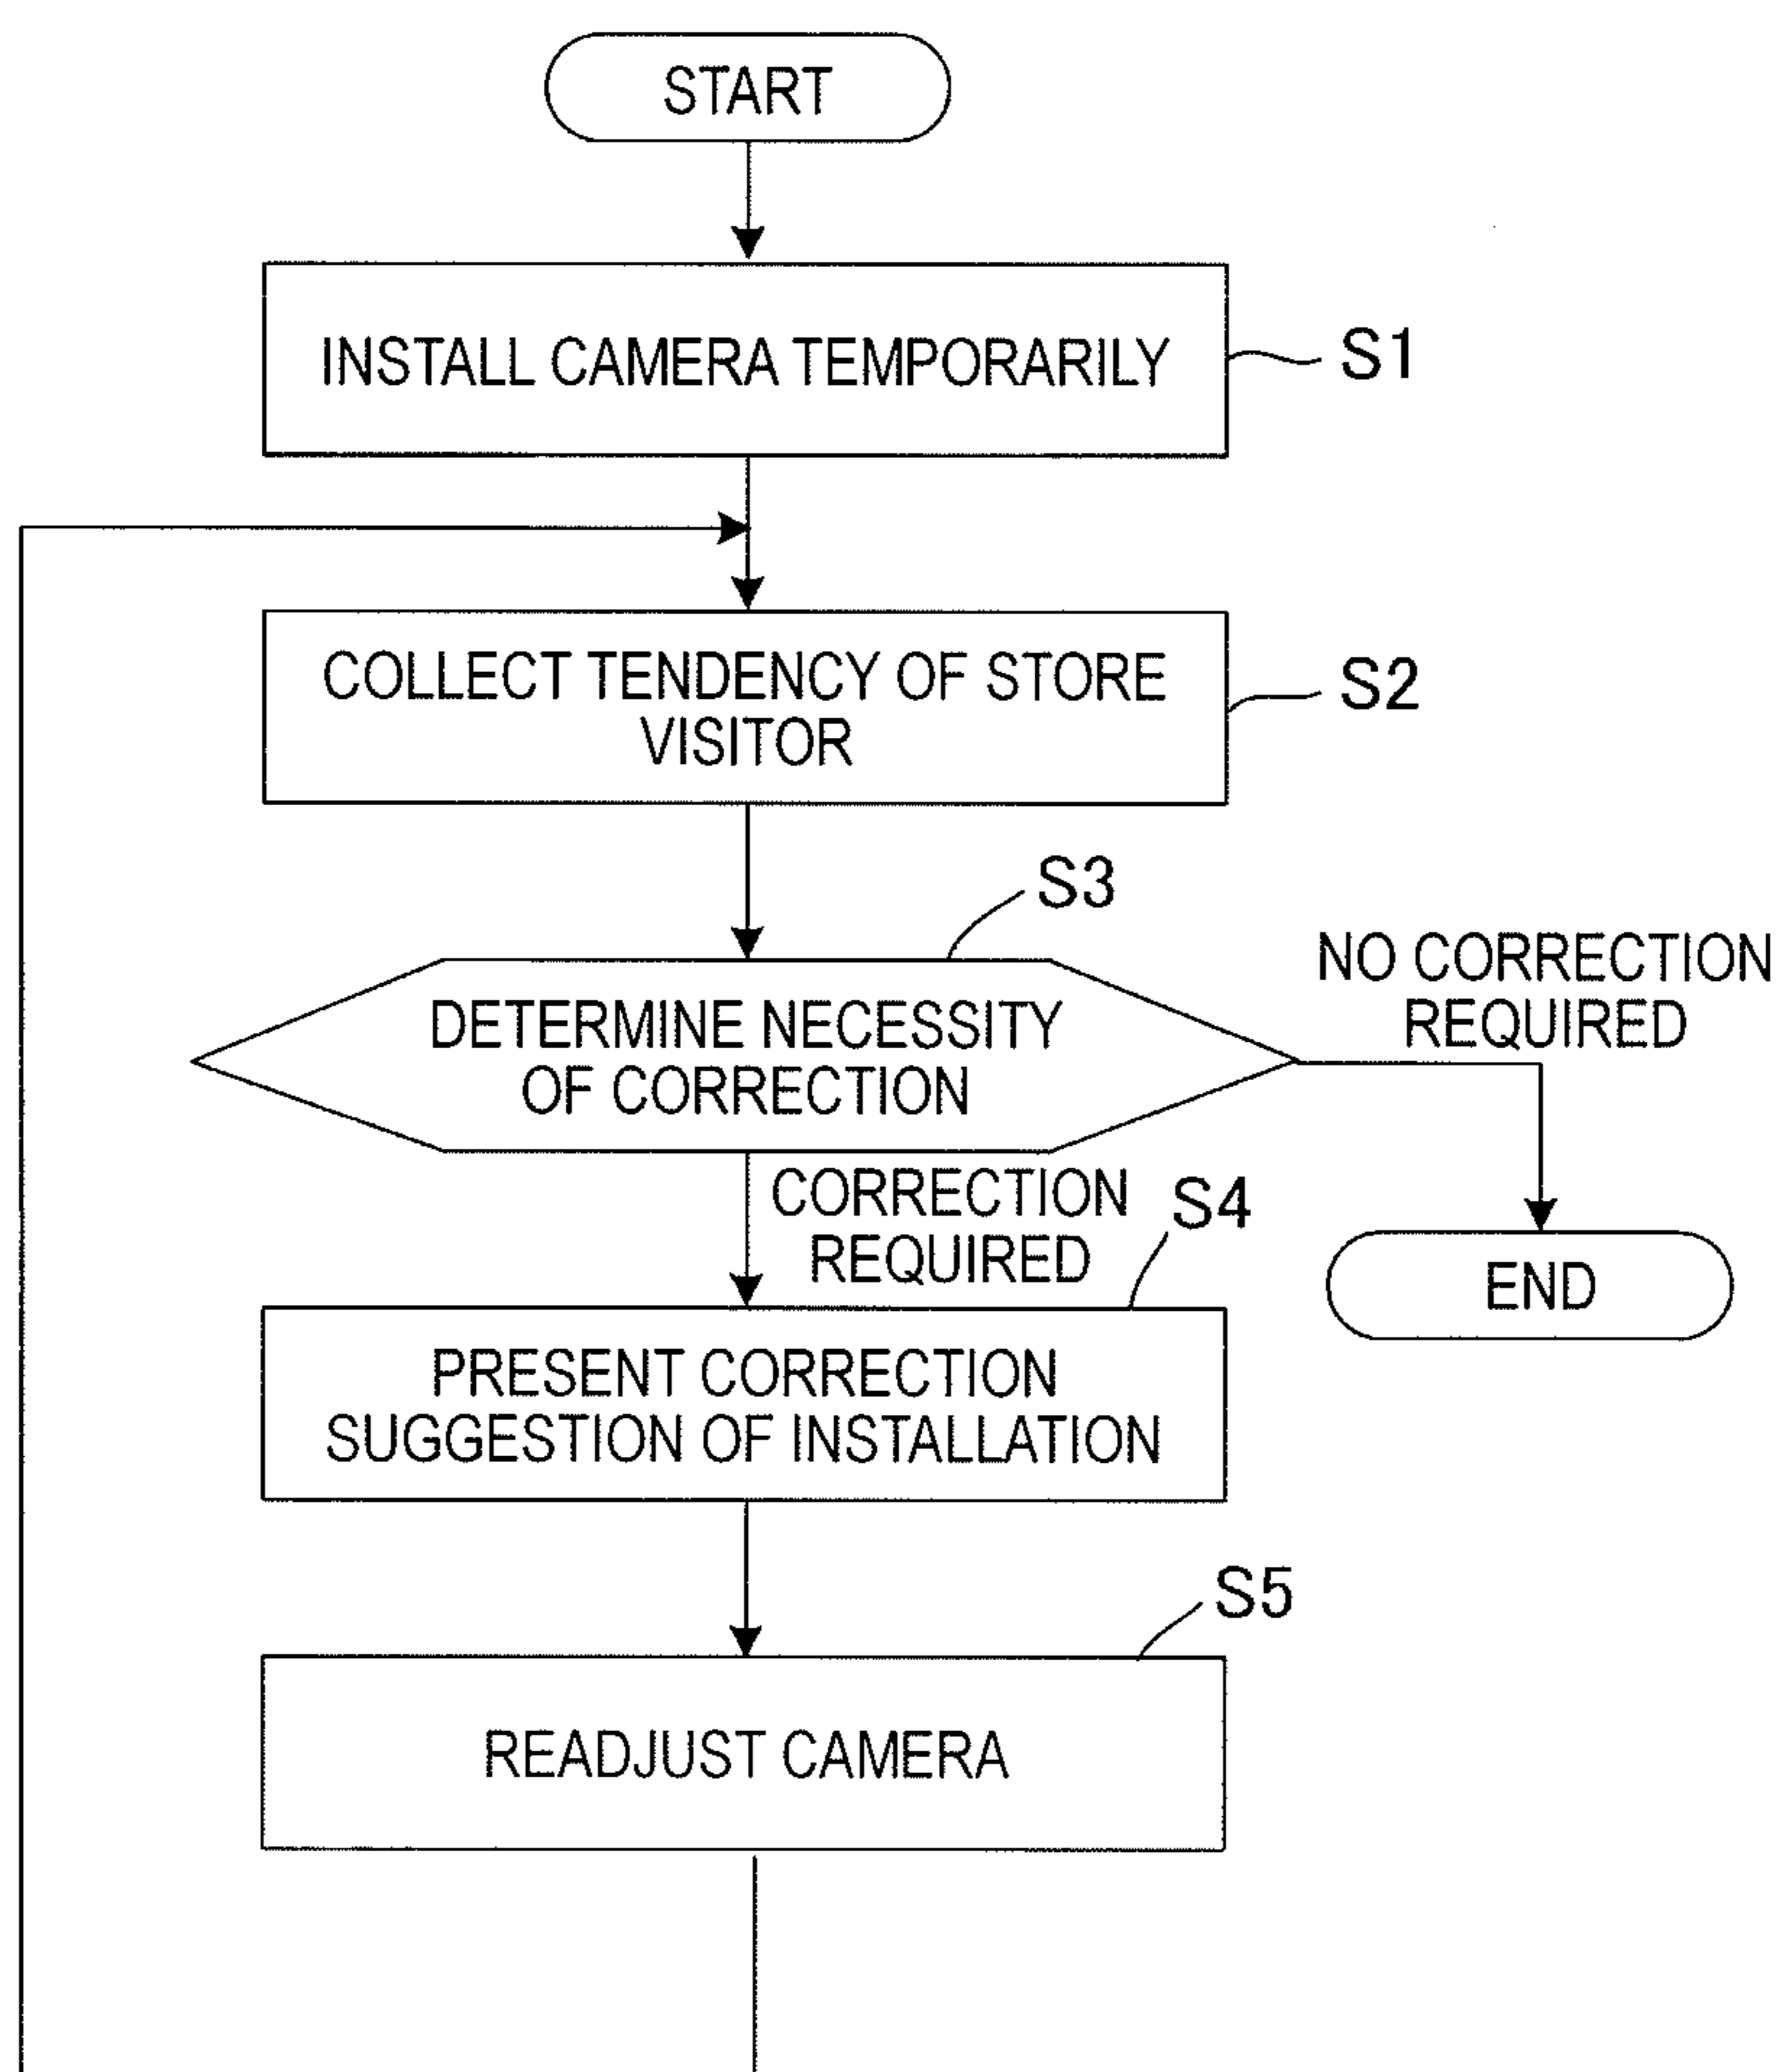 START
INSTALL CAMERA TEMPORARILY
S1
COLLECT TENDENCY OF STORE
VISITOR
S2
S3
DETERMINE NECESSITY
OF CORRECTION
NO CORRECTION
REQUIRED
CORRECTION
REQUIRED
S4
END
PRESENT CORRECTION
SUGGESTION OF INSTALLATION
S5
READJUST CAMERA